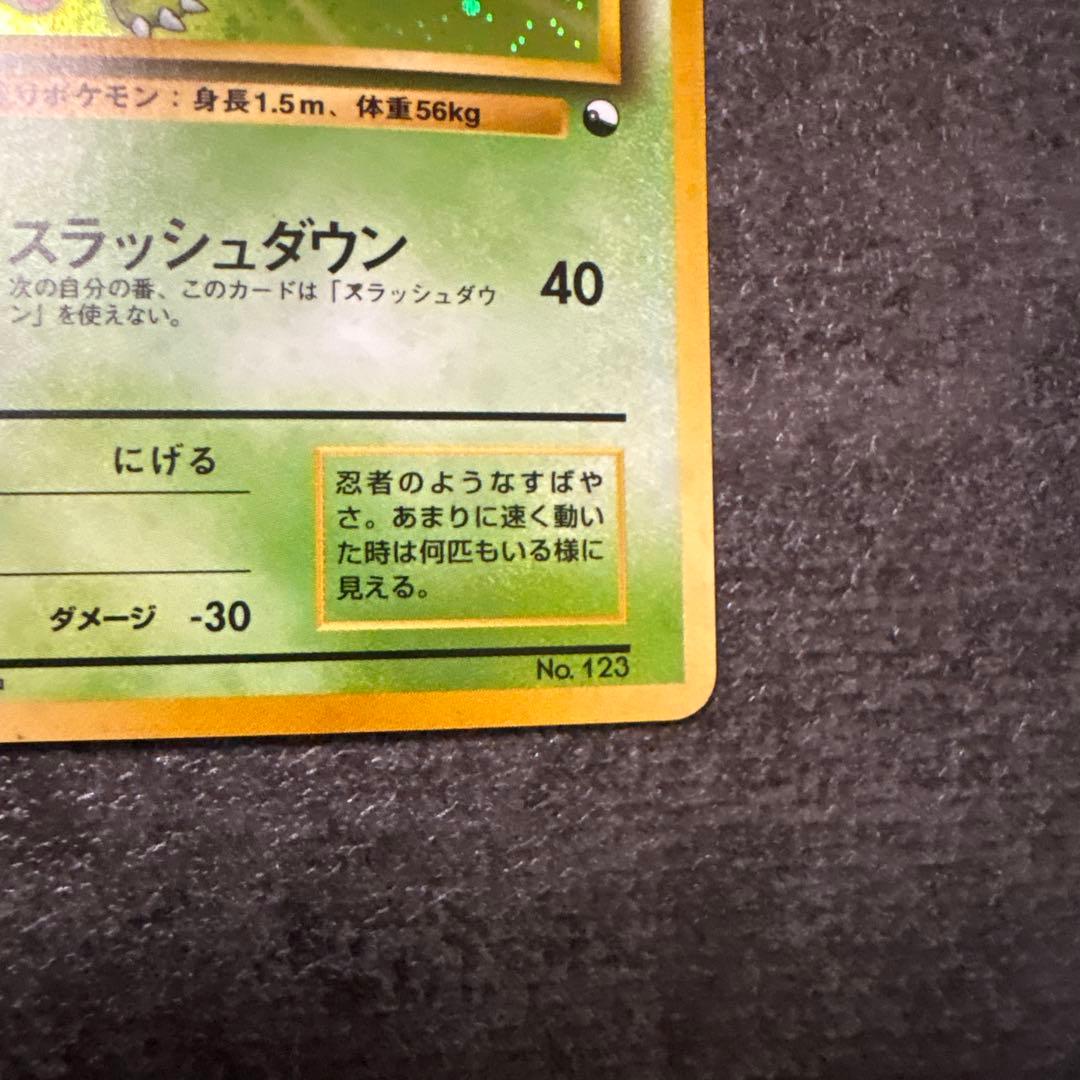 りポケモン：身長1.5m、体重56kg
スラッシュダウン
40
次の自分の番、このカードは「スラッシュダウ
ン」を使えない。
にげる
忍者のようなすばや
さ。あまりに速く動い
た時は何匹もいる様に
見える。
ダメージ -30
No. 123